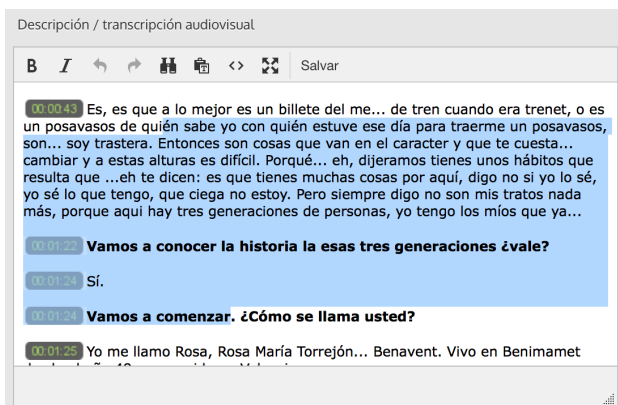 Descripción / transcripción audiovisual
B I <> Salvar
00:00:43 Es, es que a lo mejor es un billete del me... de tren cuando era trenet, o es
un posavasos de quién sabe yo con quién estuve ese día para traerme un posavasos,
son... soy trastera. Entonces son cosas que van en el caracter y que te cuesta...
cambiar y a estas alturas es difícil. Porqué... eh, dijeramos tienes unos hábitos que
resulta que ...eh te dicen: es que tienes muchas cosas por aquí, digo no si yo lo sé,
yo sé lo que tengo, que ciega no estoy. Pero siempre digo no son mis tratos nada
más, porque aqui hay tres generaciones de personas, yo tengo los míos que ya...
00:01:22 Vamos a conocer la historia la esas tres generaciones ¿vale?
00:01:24 Sí.
00:01:24 Vamos a comenzar. ¿Cómo se llama usted?
00:01:25 Yo me llamo Rosa, Rosa María Torrejón... Benavent. Vivo en Benimamet